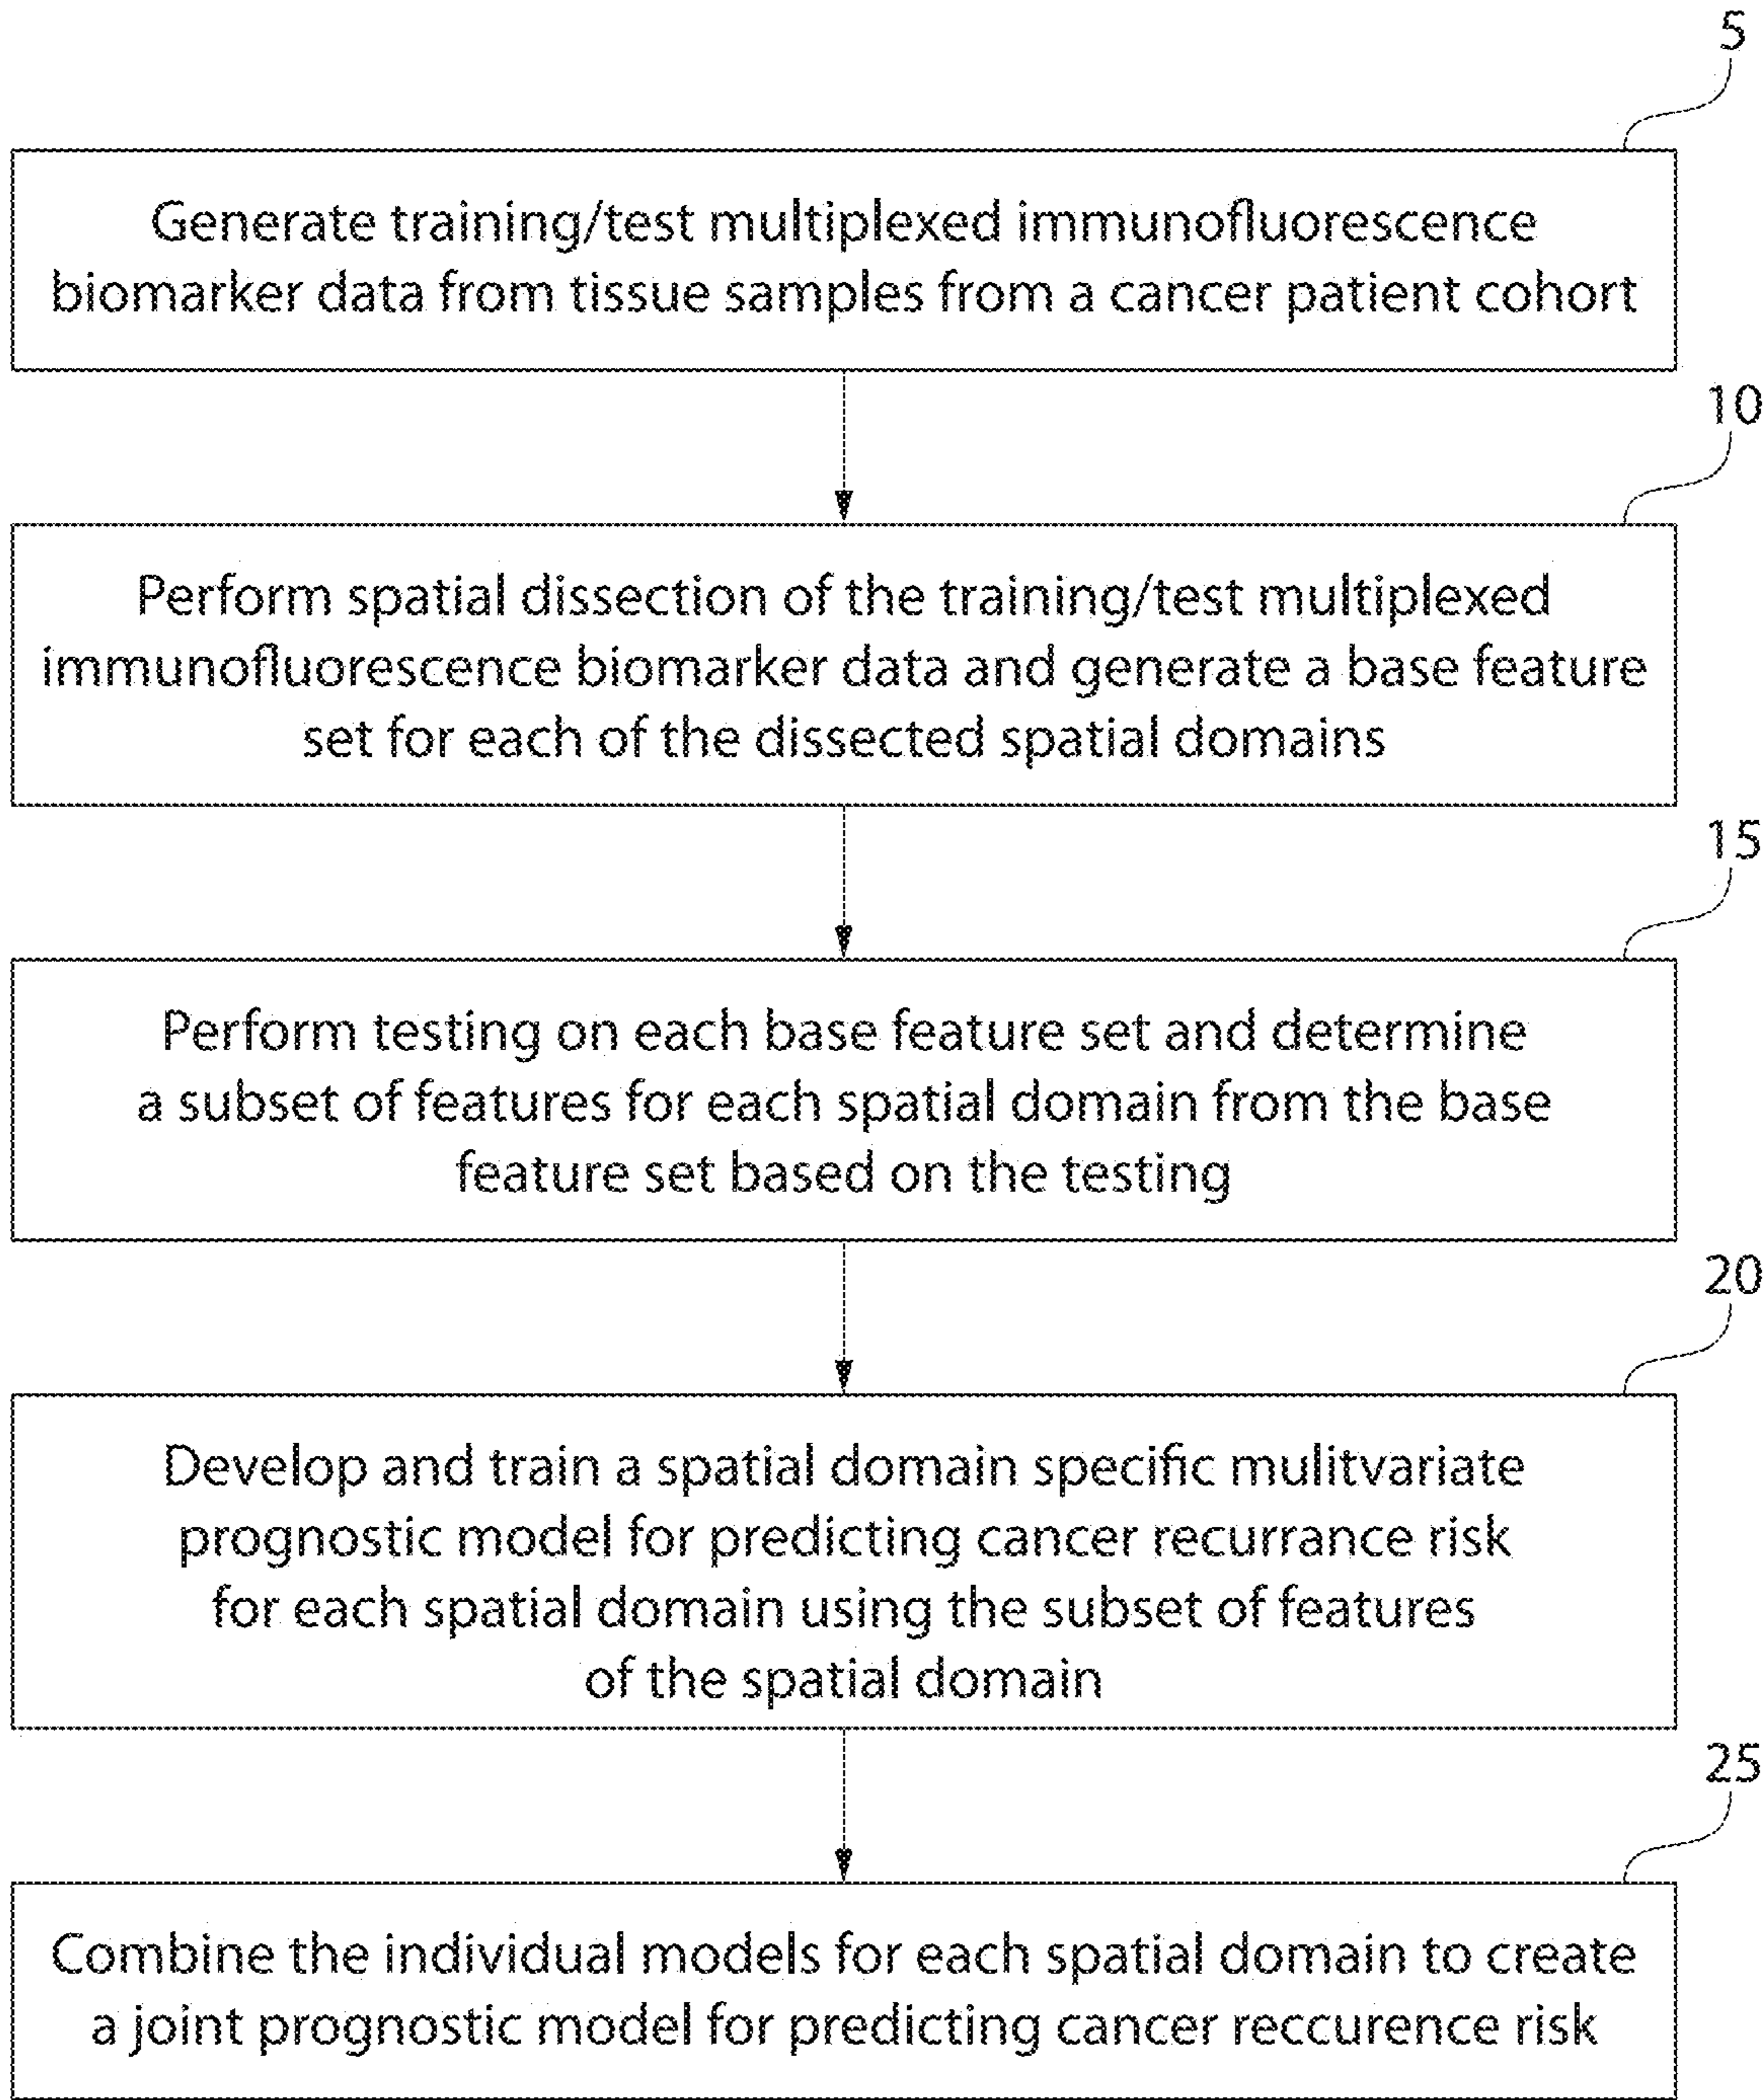 5
Generate training/test multiplexed immunofluorescence
biomarker data from tissue samples from a cancer patient cohort
10
Perform spatial dissection of the training/test multiplexed
immunofluorescence biomarker data and generate a base feature
set for each of the dissected spatial domains
15
Perform testing on each base feature set and determine
a subset of features for each spatial domain from the base
feature set based on the testing
20
Develop and train a spatial domain specific mulitvariate
prognostic model for predicting cancer recurrance risk
for each spatial domain using the subset of features
of the spatial domain
25
Combine the individual models for each spatial domain to create
a joint prognostic model for predicting cancer reccurence risk